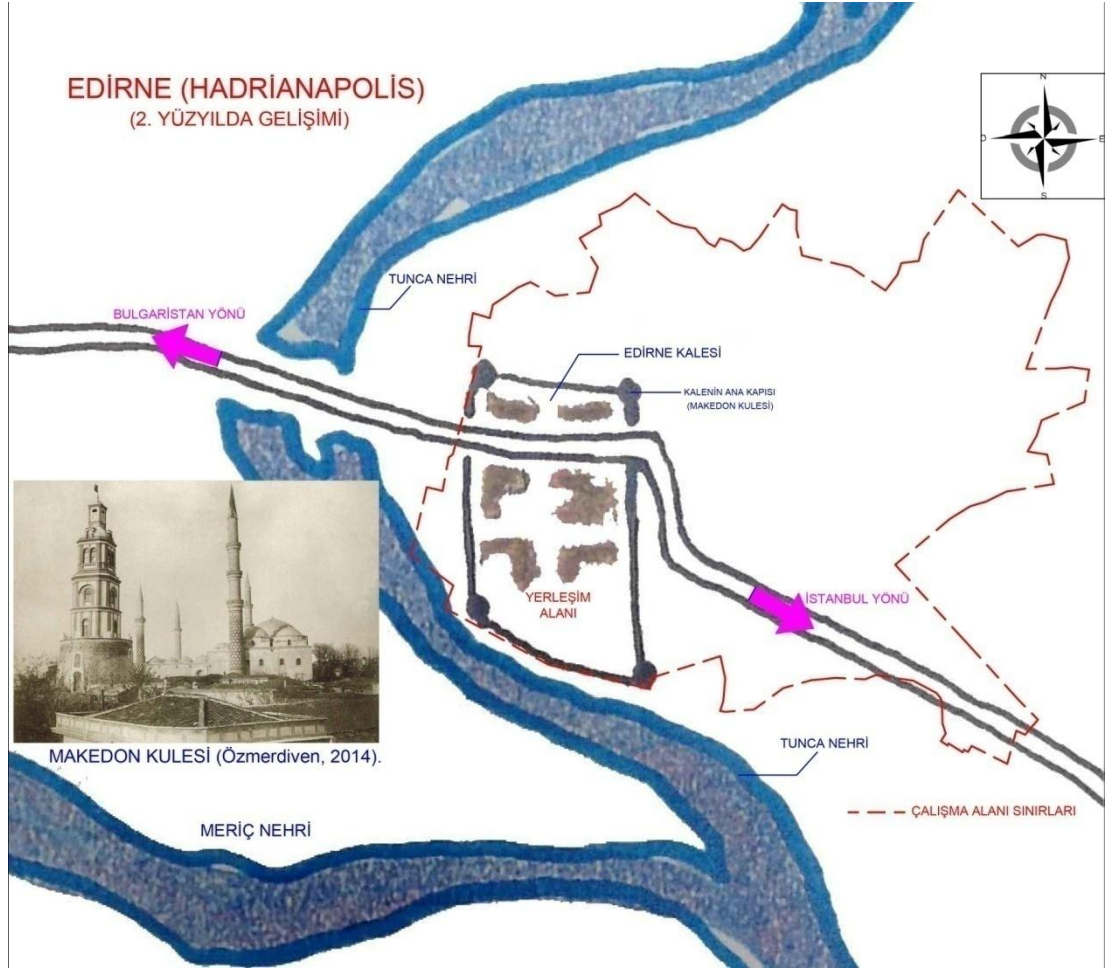 EDİRNE (HADRİANAPOLİS)
(2. YÜZYILDA GELİŞİMİ)
N
O
E
S
TUNCA NEHRİ
BULGARİSTAN YÖNÜ
EDİRNE KALESİ
KALENİN ANA KAPISI
(MAKEDON KULESİ)
YERLEŞİM
ALANI
İSTANBUL YÖNÜ
MAKEDON KULESİ (Özmerdiven, 2014).
TUNCA NEHRİ
ÇALIŞMA ALANI SINIRLARI
MERİÇ NEHRİ